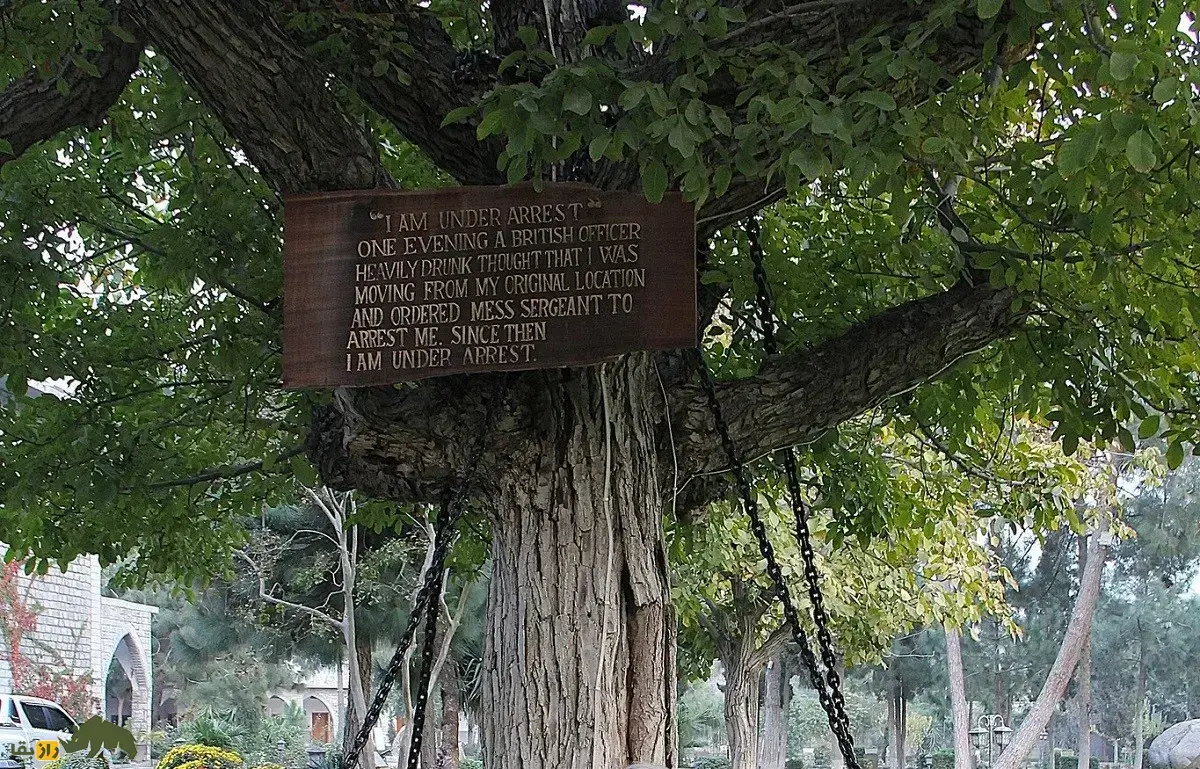 “I AM UNDER ARREST”
ONE EVENING A BRITISH OFFICER
HEAVILY DRUNK THOUGHT THAT I WAS
MOVING FROM MY ORIGINAL LOCATION
AND ORDERED MESS SERGEANT TO
ARREST ME. SINCE THEN
I AM UNDER ARREST.
رازبقا